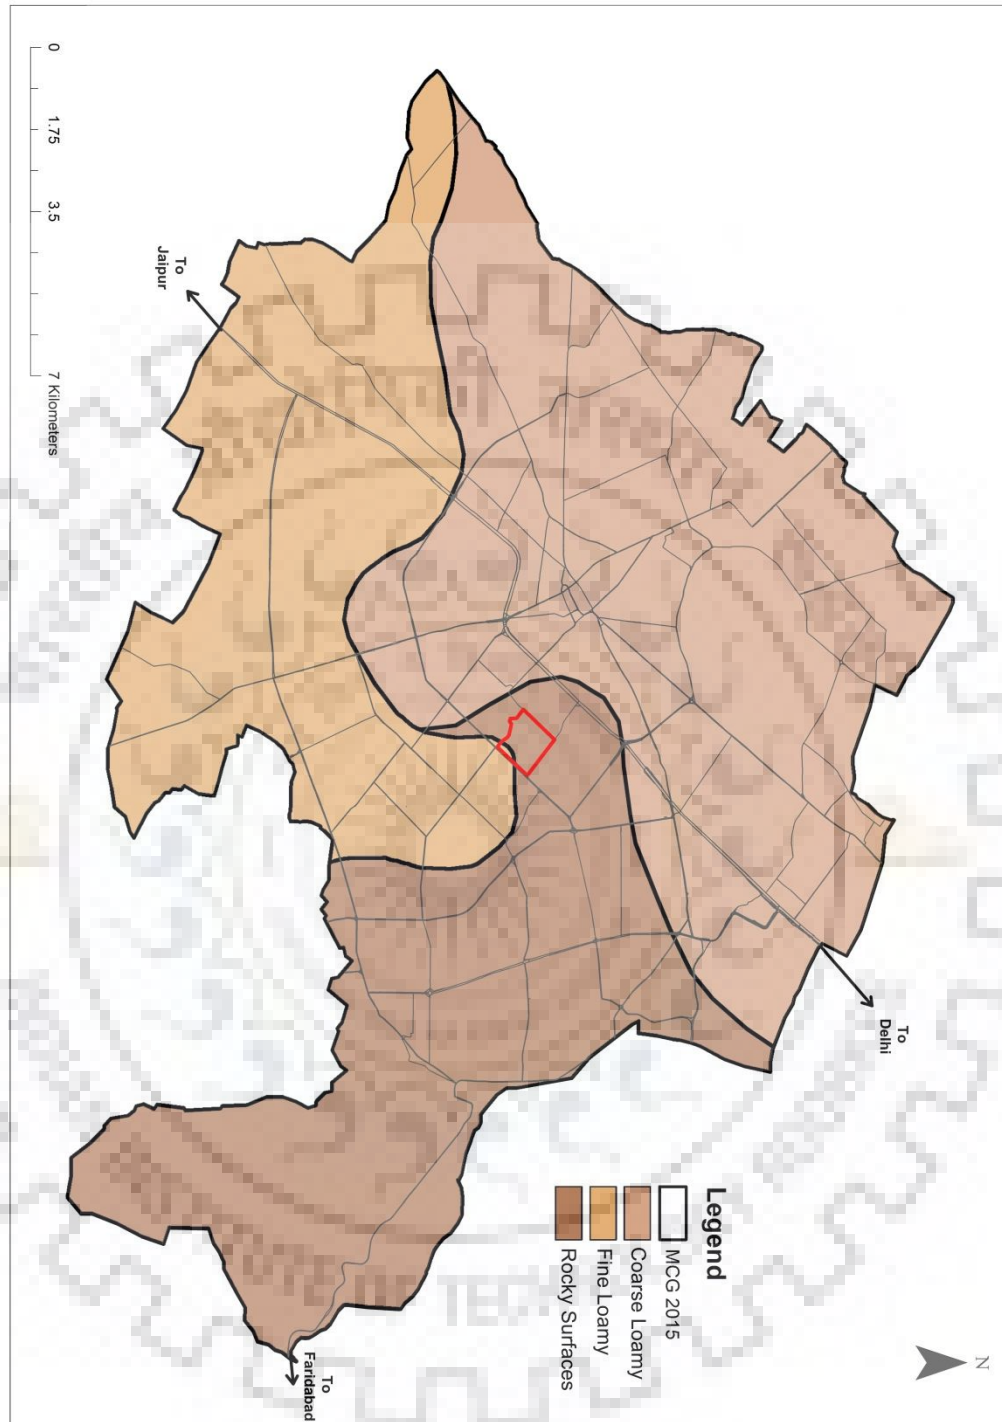 N
To
Delhi
To
Jaipur
To
Faridabad
Legend
MCG 2015
Coarse Loamy
Fine Loamy
Rocky Surfaces
0 1.75 3.5 7 Kilometers